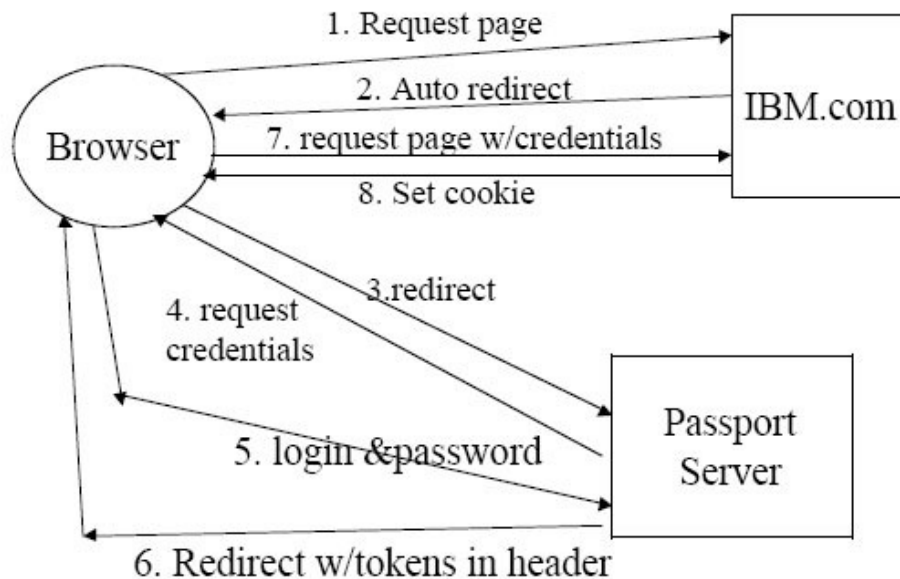 1. Request page
2. Auto redirect
IBM.com
Browser
7. request page w/credentials
8. Set cookie
3.redirect
4. request
credentials
Passport
Server
5. login &password
6. Redirect w/tokens in header